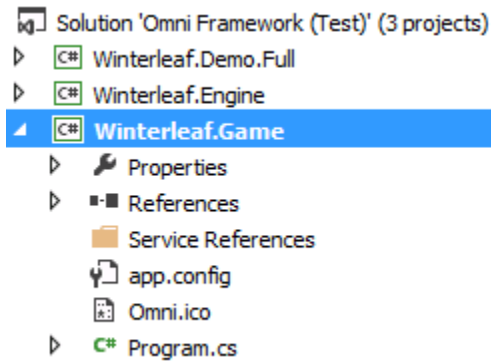 Solution 'Omni Framework (Test)' (3 projects)
C# Winterleaf.Demo.Full
C# Winterleaf.Engine
C# Winterleaf.Game
Properties
References
Service References
app.config
Omni.ico
C# Program.cs